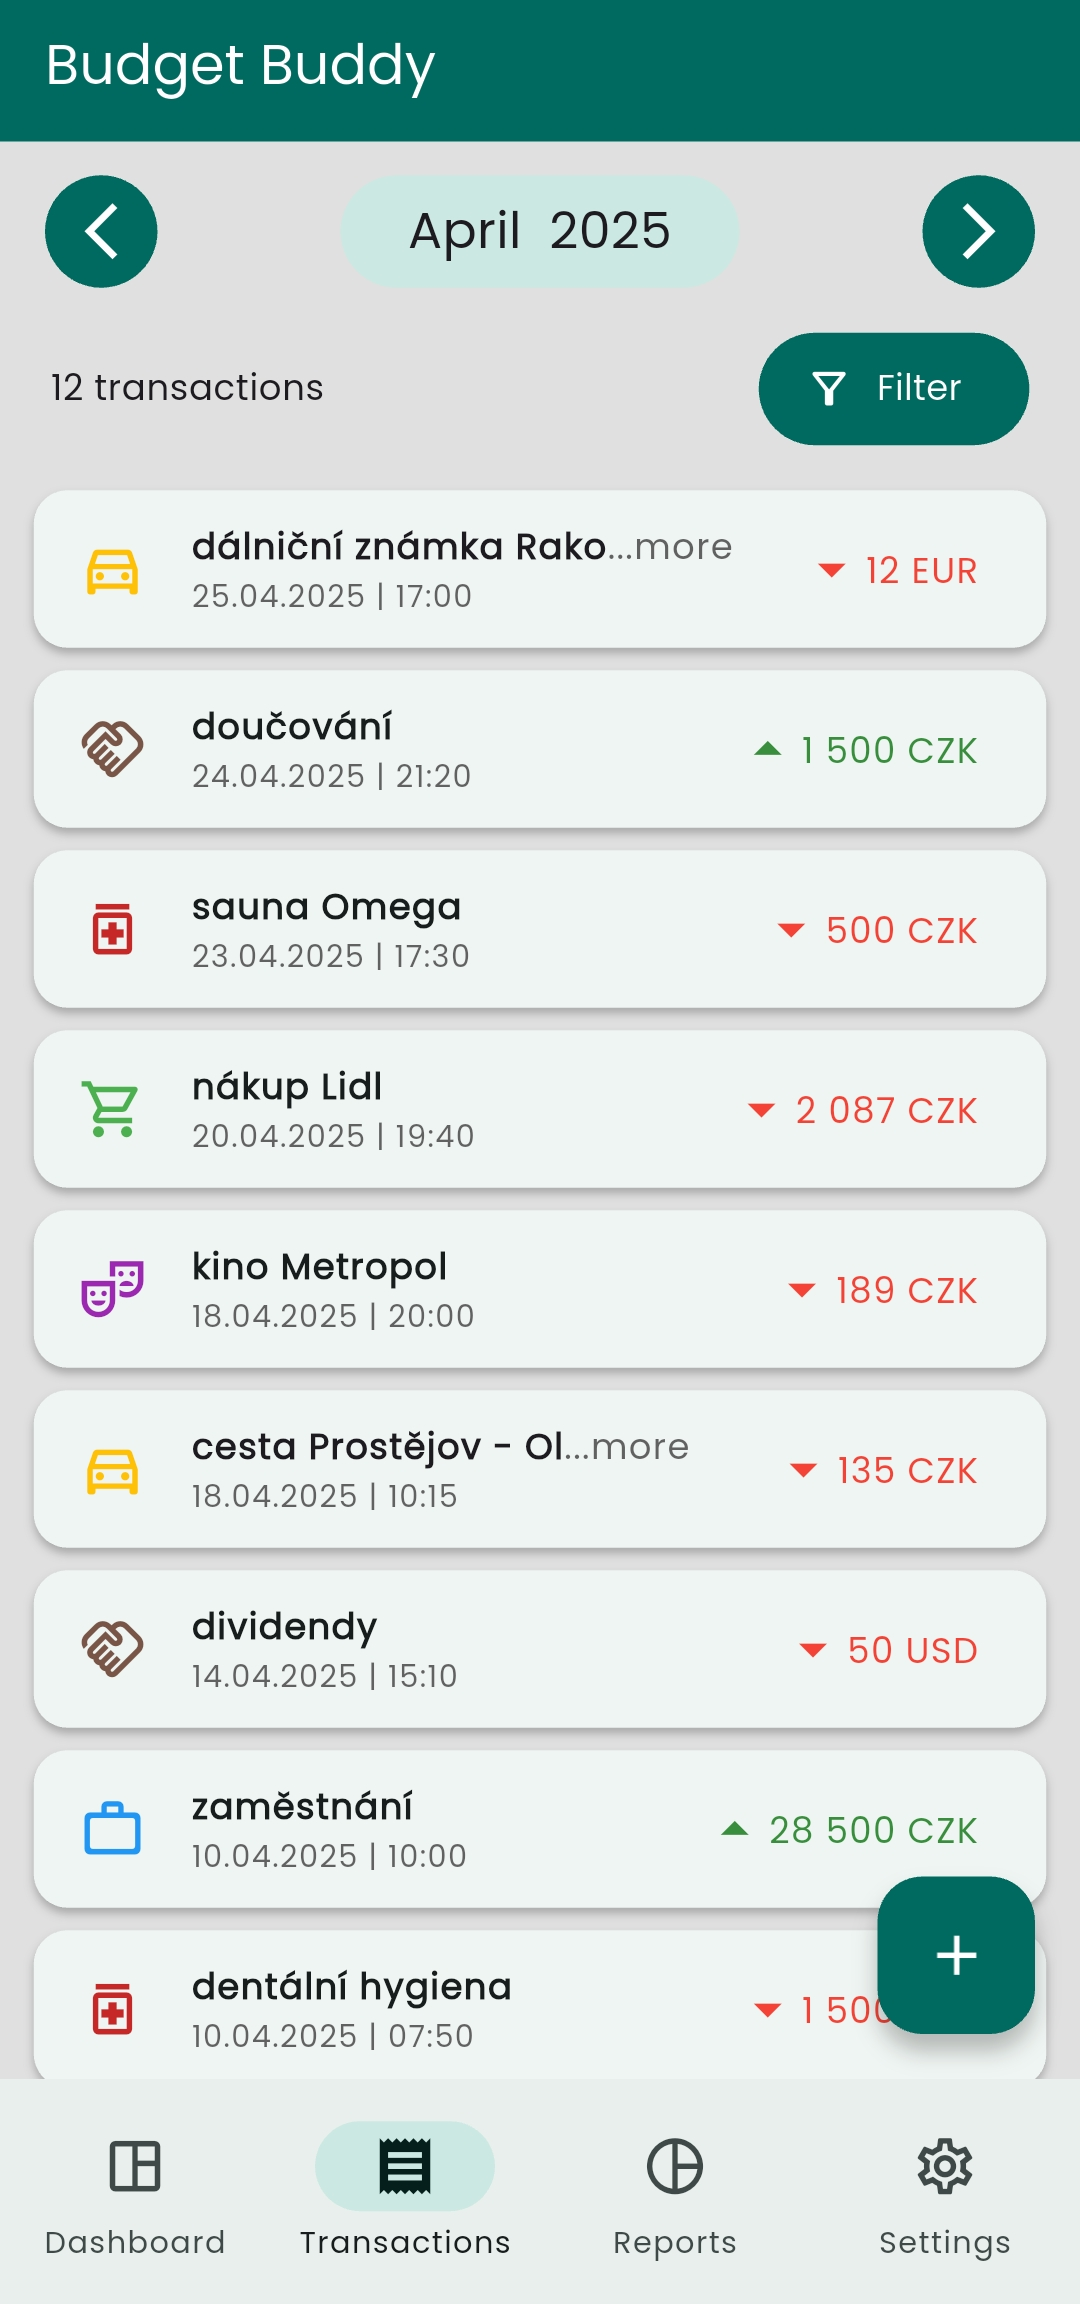 Budget Buddy
April 2025
12 transactions
Filter
dálniční známka Rako...more
12 EUR
25.04.2025 | 17:00
doučování
1 500 CZK
24.04.2025 | 21:20
sauna Omega
500 CZK
23.04.2025 | 17:30
nákup Lidl
2 087 CZK
20.04.2025 | 19:40
kino Metropol
189 CZK
18.04.2025 | 20:00
cesta Prostějov - Ol...more
135 CZK
18.04.2025 | 10:15
dividendy
50 USD
14.04.2025 | 15:10
zaměstnání
28 500 CZK
10.04.2025 | 10:00
dentální hygiena
1 500
10.04.2025 | 07:50
Dashboard
Transactions
Reports
Settings